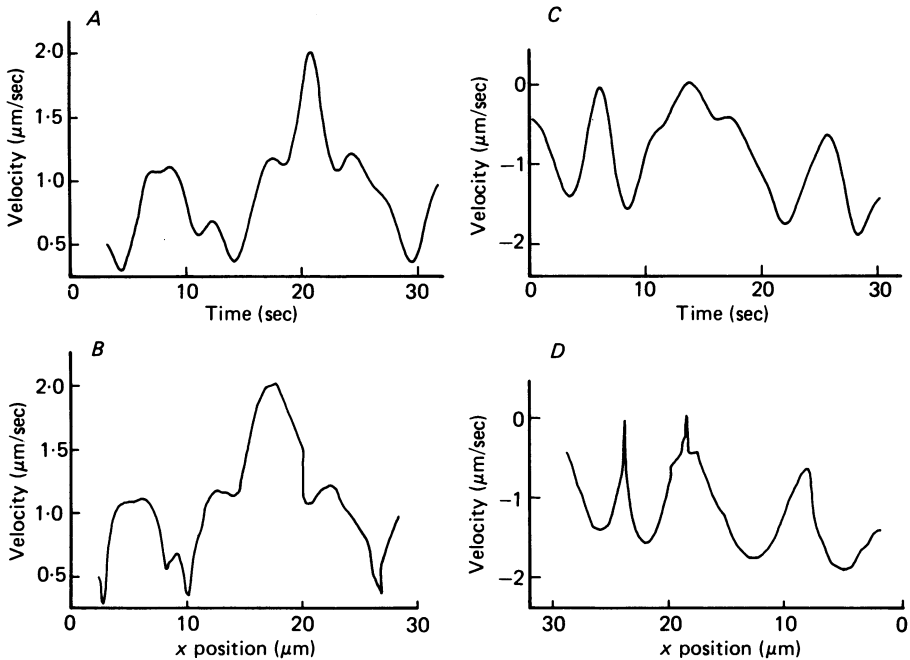 A
Velocity (μm/sec)
2·0
1·5
1·0
0·5
0 10 20 30
Time (sec)
C
Velocity (μm/sec)
0
−1
−2
0 10 20 30
Time (sec)
B
Velocity (μm/sec)
2·0
1·5
1·0
0·5
0 10 20 30
x position (μm)
D
Velocity (μm/sec)
0
−1
−2
30 20 10 0
x position (μm)